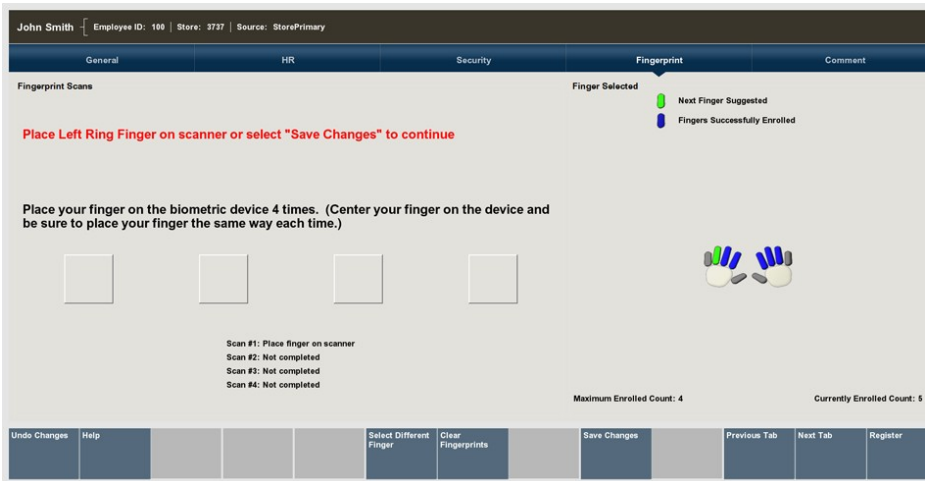 John Smith Employee ID: 100 | Store: 3737 | Source: StorePrimary
General HR Security Fingerprint Comment
Fingerprint Scans
Finger Selected
Next Finger Suggested
Fingers Successfully Enrolled
Place Left Ring Finger on scanner or select "Save Changes" to continue
Place your finger on the biometric device 4 times. (Center your finger on the device and
be sure to place your finger the same way each time.)
Scan #1: Place finger on scanner
Scan #2: Not completed
Scan #3: Not completed
Scan #4: Not completed
Maximum Enrolled Count: 4
Currently Enrolled Count: 5
Undo Changes
Help
Select Different
Finger
Clear
Fingerprints
Save Changes
Previous Tab
Next Tab
Register